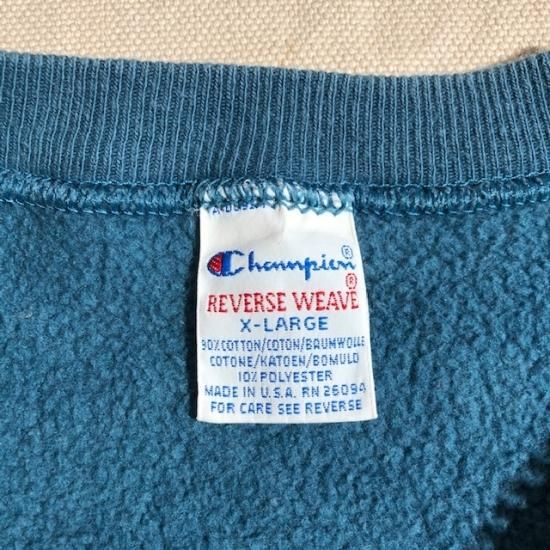 Champion®
REVERSE WEAVE®
X-LARGE
90% COTTON/COTON/BAUMWOLLE
COTONE/KATOEN/BOMULD
10% POLYESTER
MADE IN U.S.A. RN 26094
FOR CARE SEE REVERSE